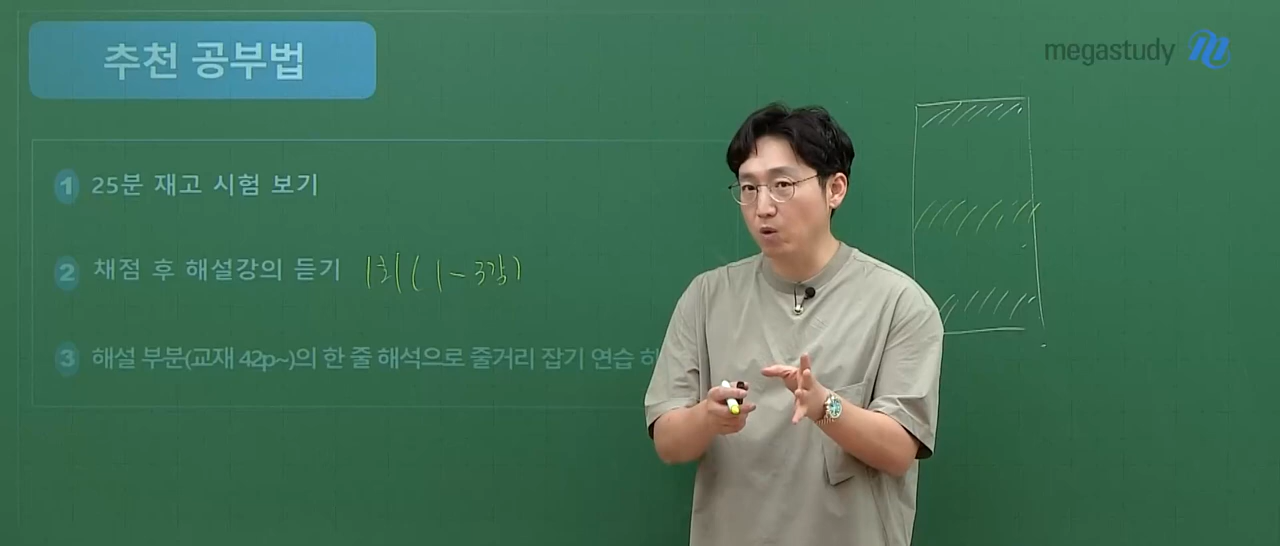 추천 공부법
megastudy
1 25분 재고 시험 보기
2 채점 후 해설강의 듣기 1회 (1-3강)
3 해설 부분(교재 42p~)의 한 줄 해석으로 줄거리 잡기 연습